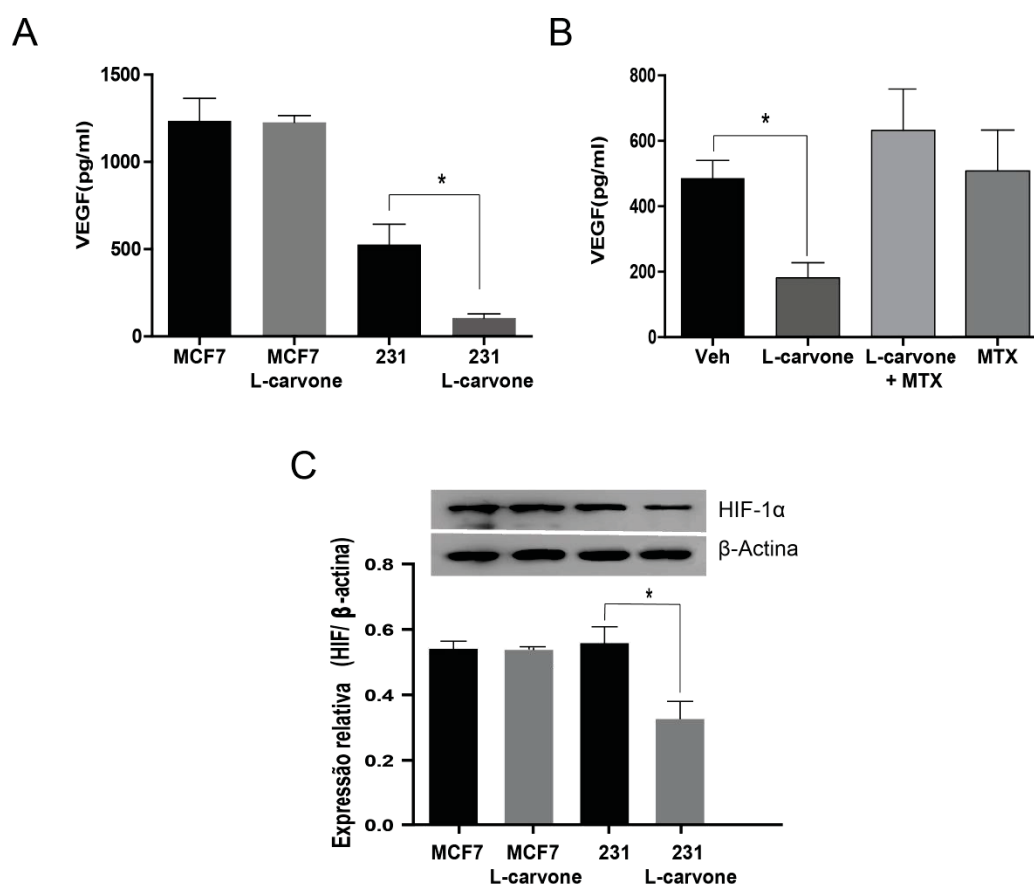 A
VEGF(pg/ml)
1500
1000
500
0
*
MCF7
MCF7
L-carvone
231
231
L-carvone
B
VEGF(pg/ml)
800
600
400
200
0
*
Veh
L-carvone
L-carvone
+ MTX
MTX
C
HIF-1α
β-Actina
Expressão relativa (HIF/ β-actina)
0.8
0.6
0.4
0.2
0.0
*
MCF7
MCF7
L-carvone
231
231
L-carvone